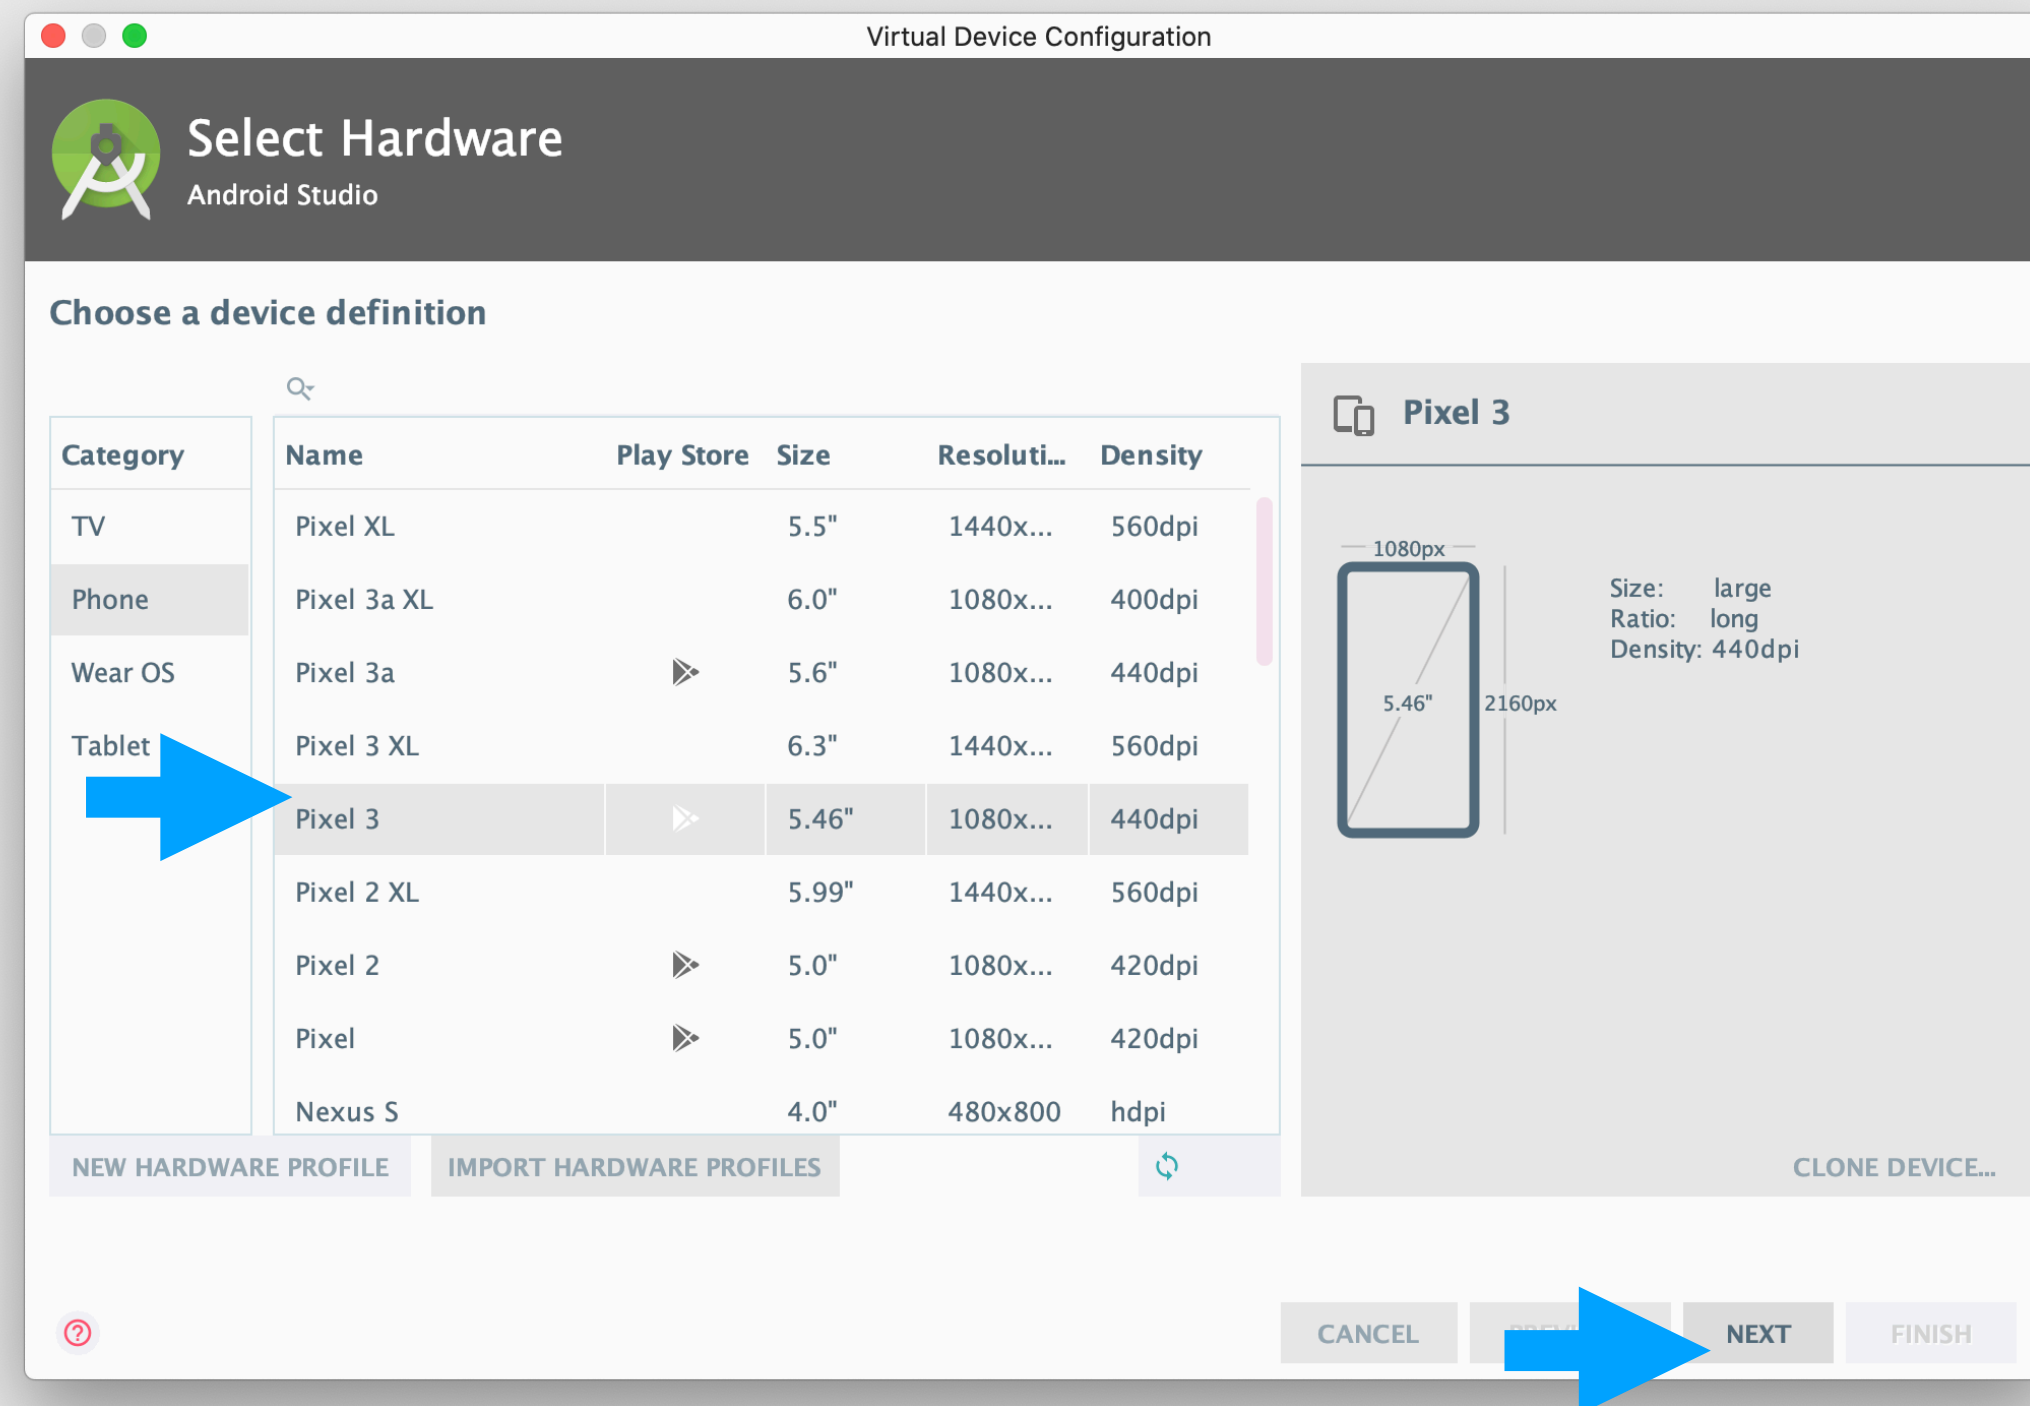 Virtual Device Configuration
Select Hardware
Android Studio
Choose a device definition
Category
TV
Phone
Wear OS
Tablet
Name Play Store Size Resoluti... Density
Pixel XL 5.5" 1440x... 560dpi
Pixel 3a XL 6.0" 1080x... 400dpi
Pixel 3a 5.6" 1080x... 440dpi
Pixel 3 XL 6.3" 1440x... 560dpi
Pixel 3 5.46" 1080x... 440dpi
Pixel 2 XL 5.99" 1440x... 560dpi
Pixel 2 5.0" 1080x... 420dpi
Pixel 5.0" 1080x... 420dpi
Nexus S 4.0" 480x800 hdpi
NEW HARDWARE PROFILE IMPORT HARDWARE PROFILES
Pixel 3
1080px
5.46" 2160px
Size: large
Ratio: long
Density: 440dpi
CLONE DEVICE...
? CANCEL NEXT FINISH